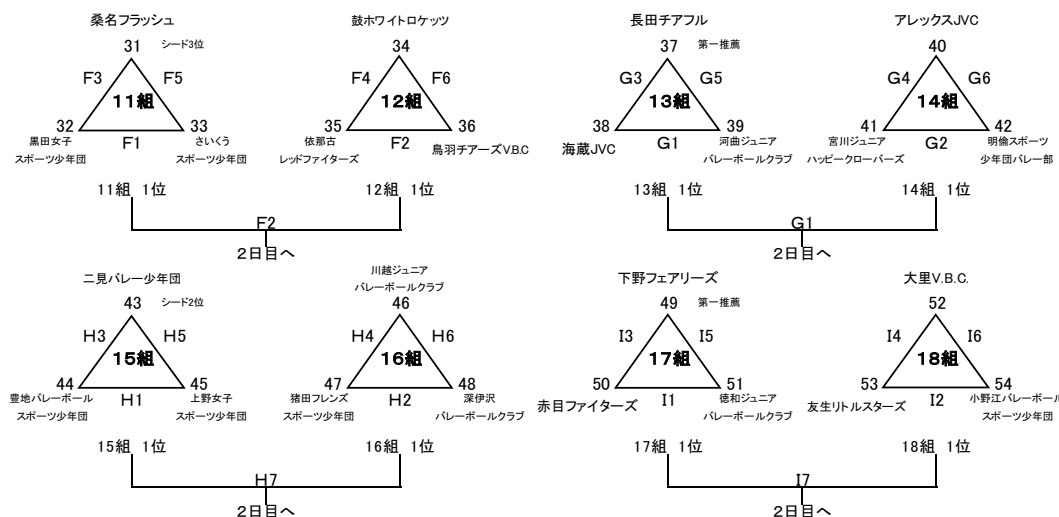 桑名フラッシュ
31 シード3位
F3 F5
11組
32 33
F1
黒田女子
スポーツ少年団
さいくう
スポーツ少年団
11組 1位
鼓ホワイトロケッツ
34
F4 F6
12組
35 36
F2
依那古
レッドファイターズ
鳥羽チアーズV.B.C
12組 1位
F2
2日目へ
長田チアフル
37 第一推薦
G3 G5
13組
38 39
G1
海蔵JVC
河曲ジュニア
バレーボールクラブ
13組 1位
アレックスJVC
40
G4 G6
14組
41 42
G2
宮川ジュニア
ハッピークローバーズ
明倫スポーツ
少年団バレー部
14組 1位
G1
2日目へ
二見バレー少年団
43 シード2位
H3 H5
15組
44 45
H1
豊地バレーボール
スポーツ少年団
上野女子
スポーツ少年団
15組 1位
川越ジュニア
バレーボールクラブ
46
H4 H6
16組
47 48
H2
猪田フレンズ
スポーツ少年団
深伊沢
バレーボールクラブ
16組 1位
H7
2日目へ
下野フェアリーズ
49 第一推薦
I3 I5
17組
50 51
I1
赤目ファイターズ
徳和ジュニア
バレーボールクラブ
17組 1位
大里V.B.C.
52
I4 I6
18組
53 54
I2
友生リトルスターズ
小野江バレーボール
スポーツ少年団
18組 1位
I7
2日目へ